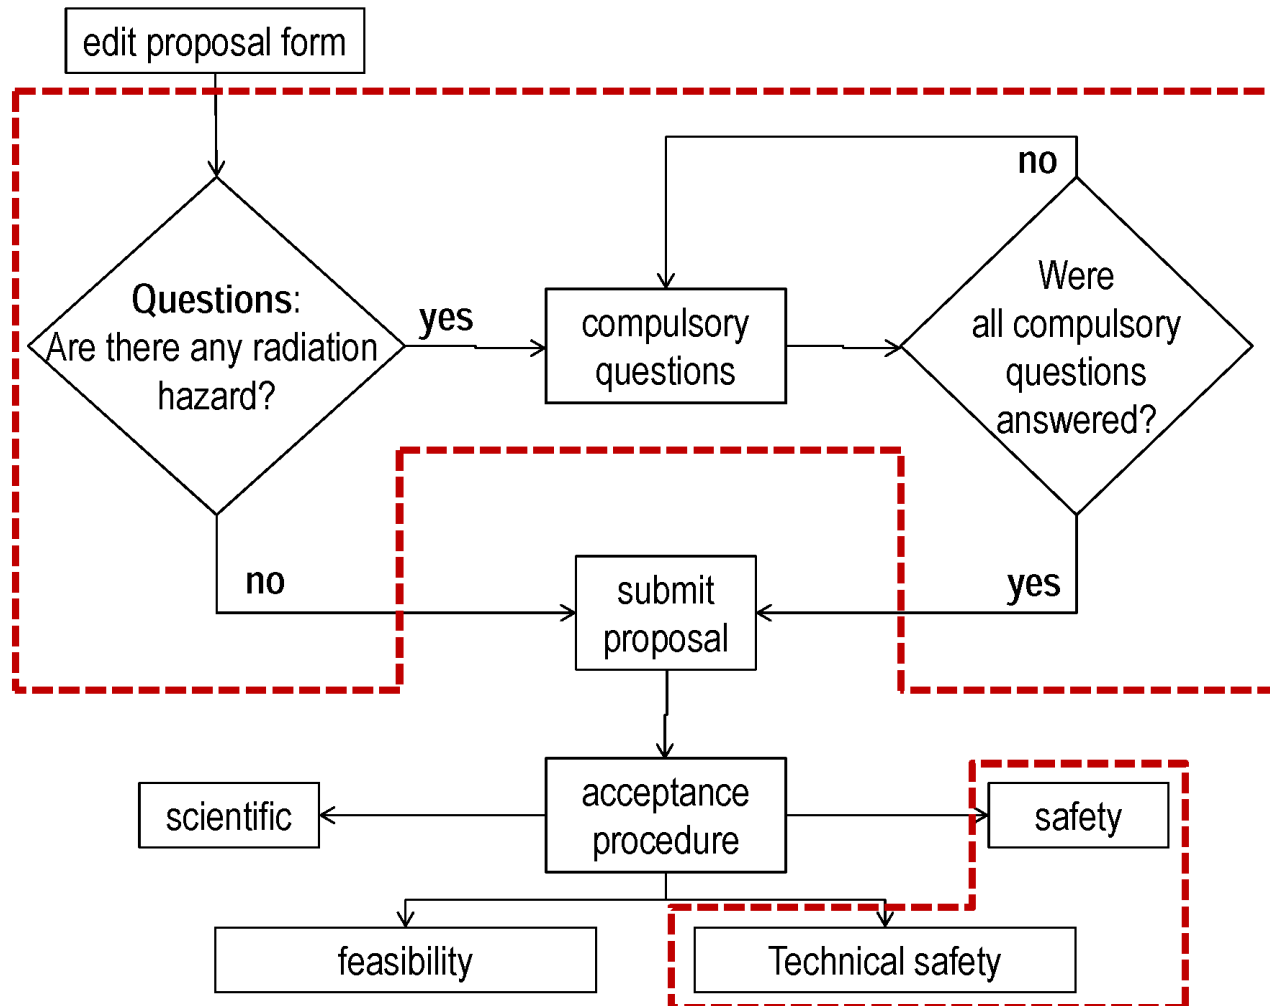 edit proposal form
no
Questions:
Are there any radiation
hazard?
yes
compulsory
questions
Were
all compulsory
questions
answered?
no
submit
proposal
yes
scientific
acceptance
procedure
safety
feasibility
Technical safety